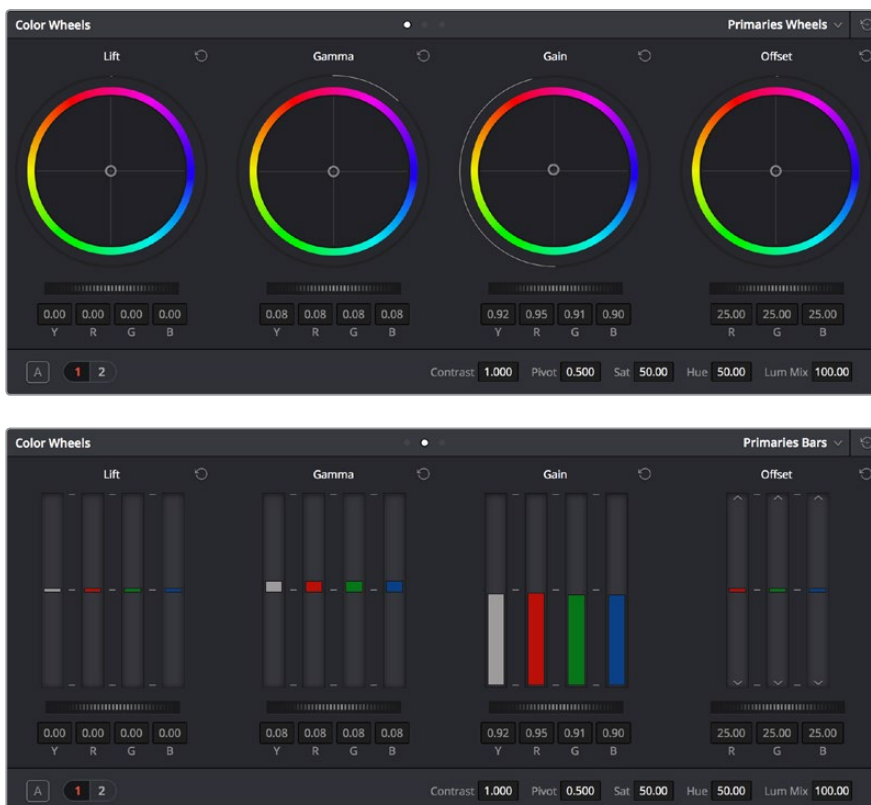 Color Wheels Primaries Wheels
Lift Gamma Gain Offset
0.00 0.00 0.00 0.00 0.08 0.08 0.08 0.08 0.92 0.95 0.91 0.90 25.00 25.00 25.00
Y R G B Y R G B Y R G B R G B
A 1 2 Contrast 1.000 Pivot 0.500 Sat 50.00 Hue 50.00 Lum Mix 100.00
Color Wheels Primaries Bars
Lift Gamma Gain Offset
0.00 0.00 0.00 0.00 0.08 0.08 0.08 0.08 0.92 0.95 0.91 0.90 25.00 25.00 25.00
Y R G B Y R G B Y R G B R G B
A 1 2 Contrast 1.000 Pivot 0.500 Sat 50.00 Hue 50.00 Lum Mix 100.00